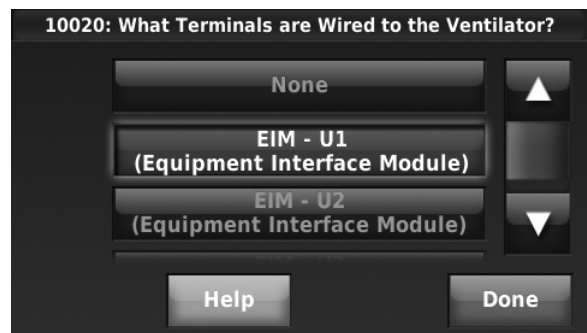 10020: What Terminals are Wired to the Ventilator?
None
EIM - U1
(Equipment Interface Module)
EIM - U2
(Equipment Interface Module)
Help
Done